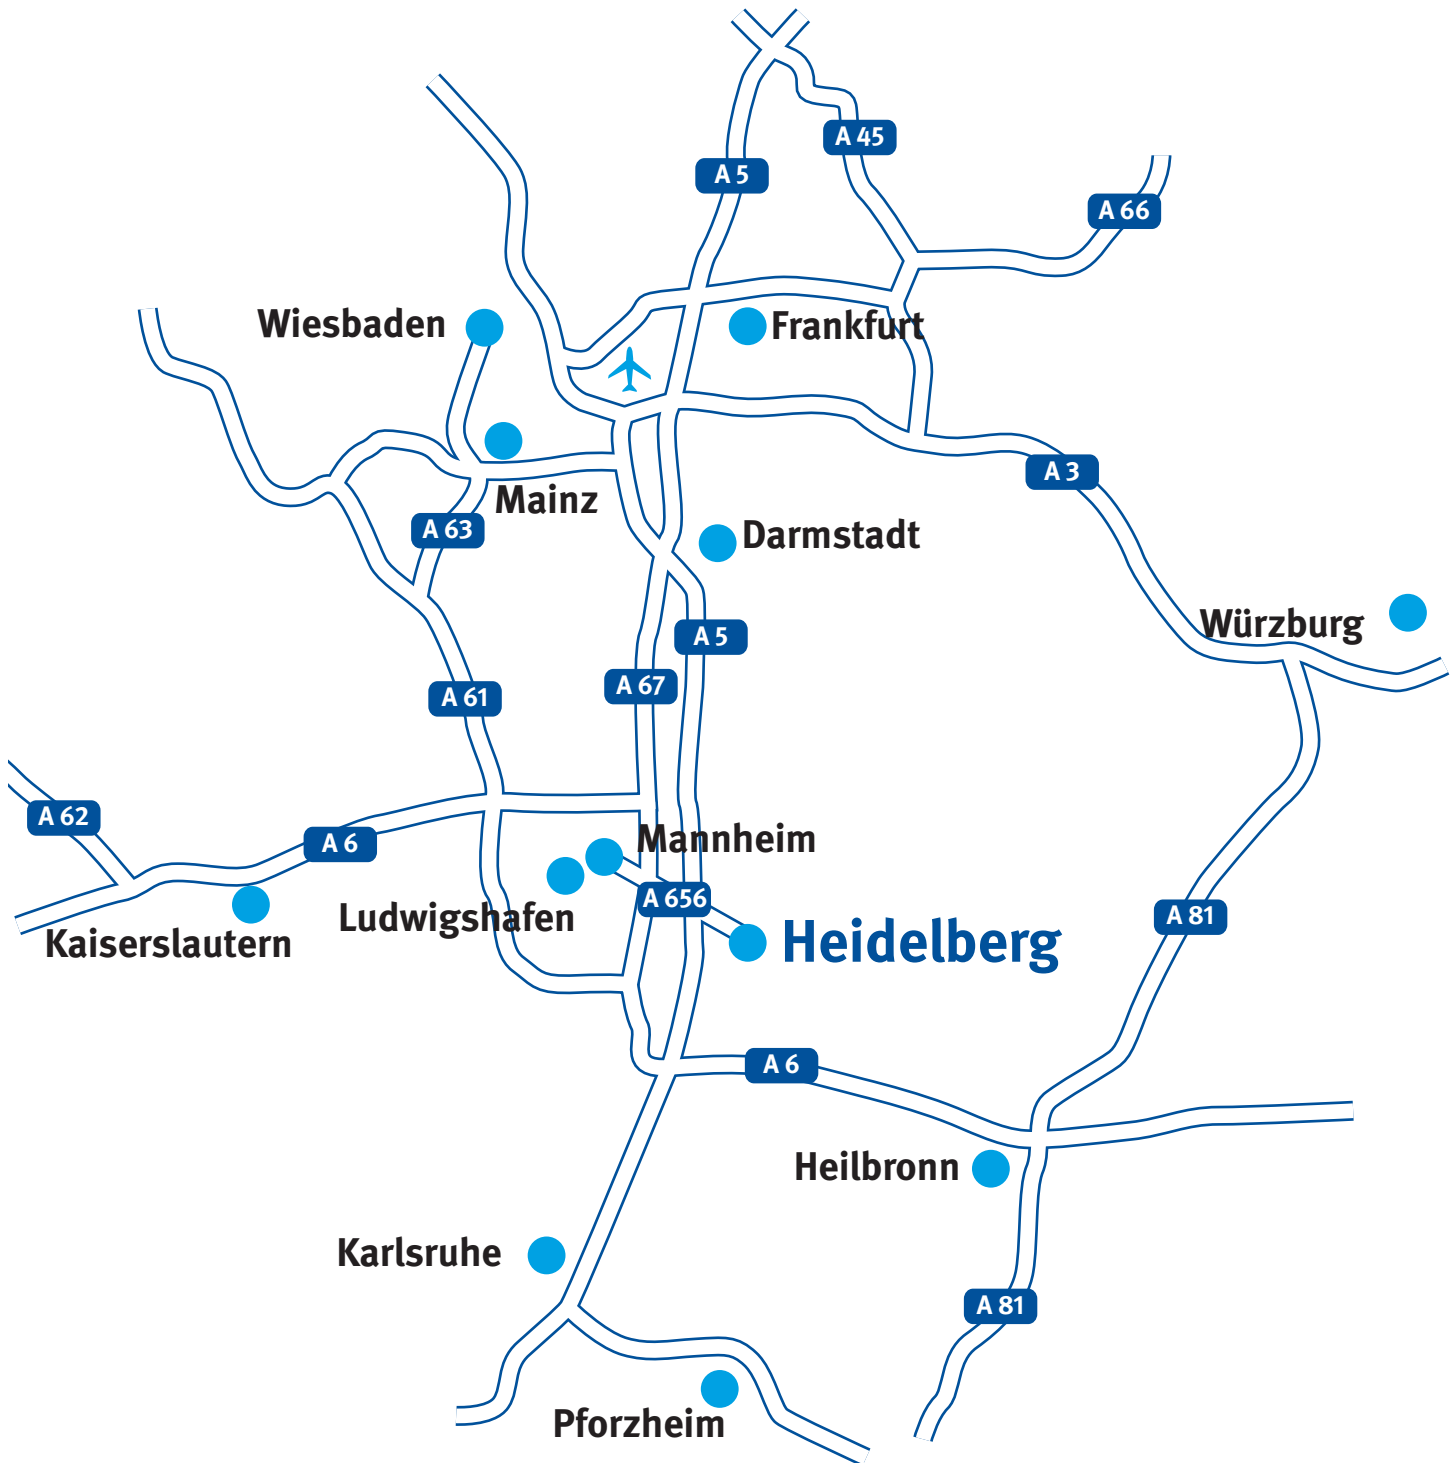 A 45
A 5
A 66
Wiesbaden
Frankfurt
A 3
Mainz
A 63
Darmstadt
Würzburg
A 5
A 67
A 61
A 62
A 6
Mannheim
A 656
Ludwigshafen
Kaiserslautern
Heidelberg
A 81
A 6
Heilbronn
Karlsruhe
A 81
Pforzheim